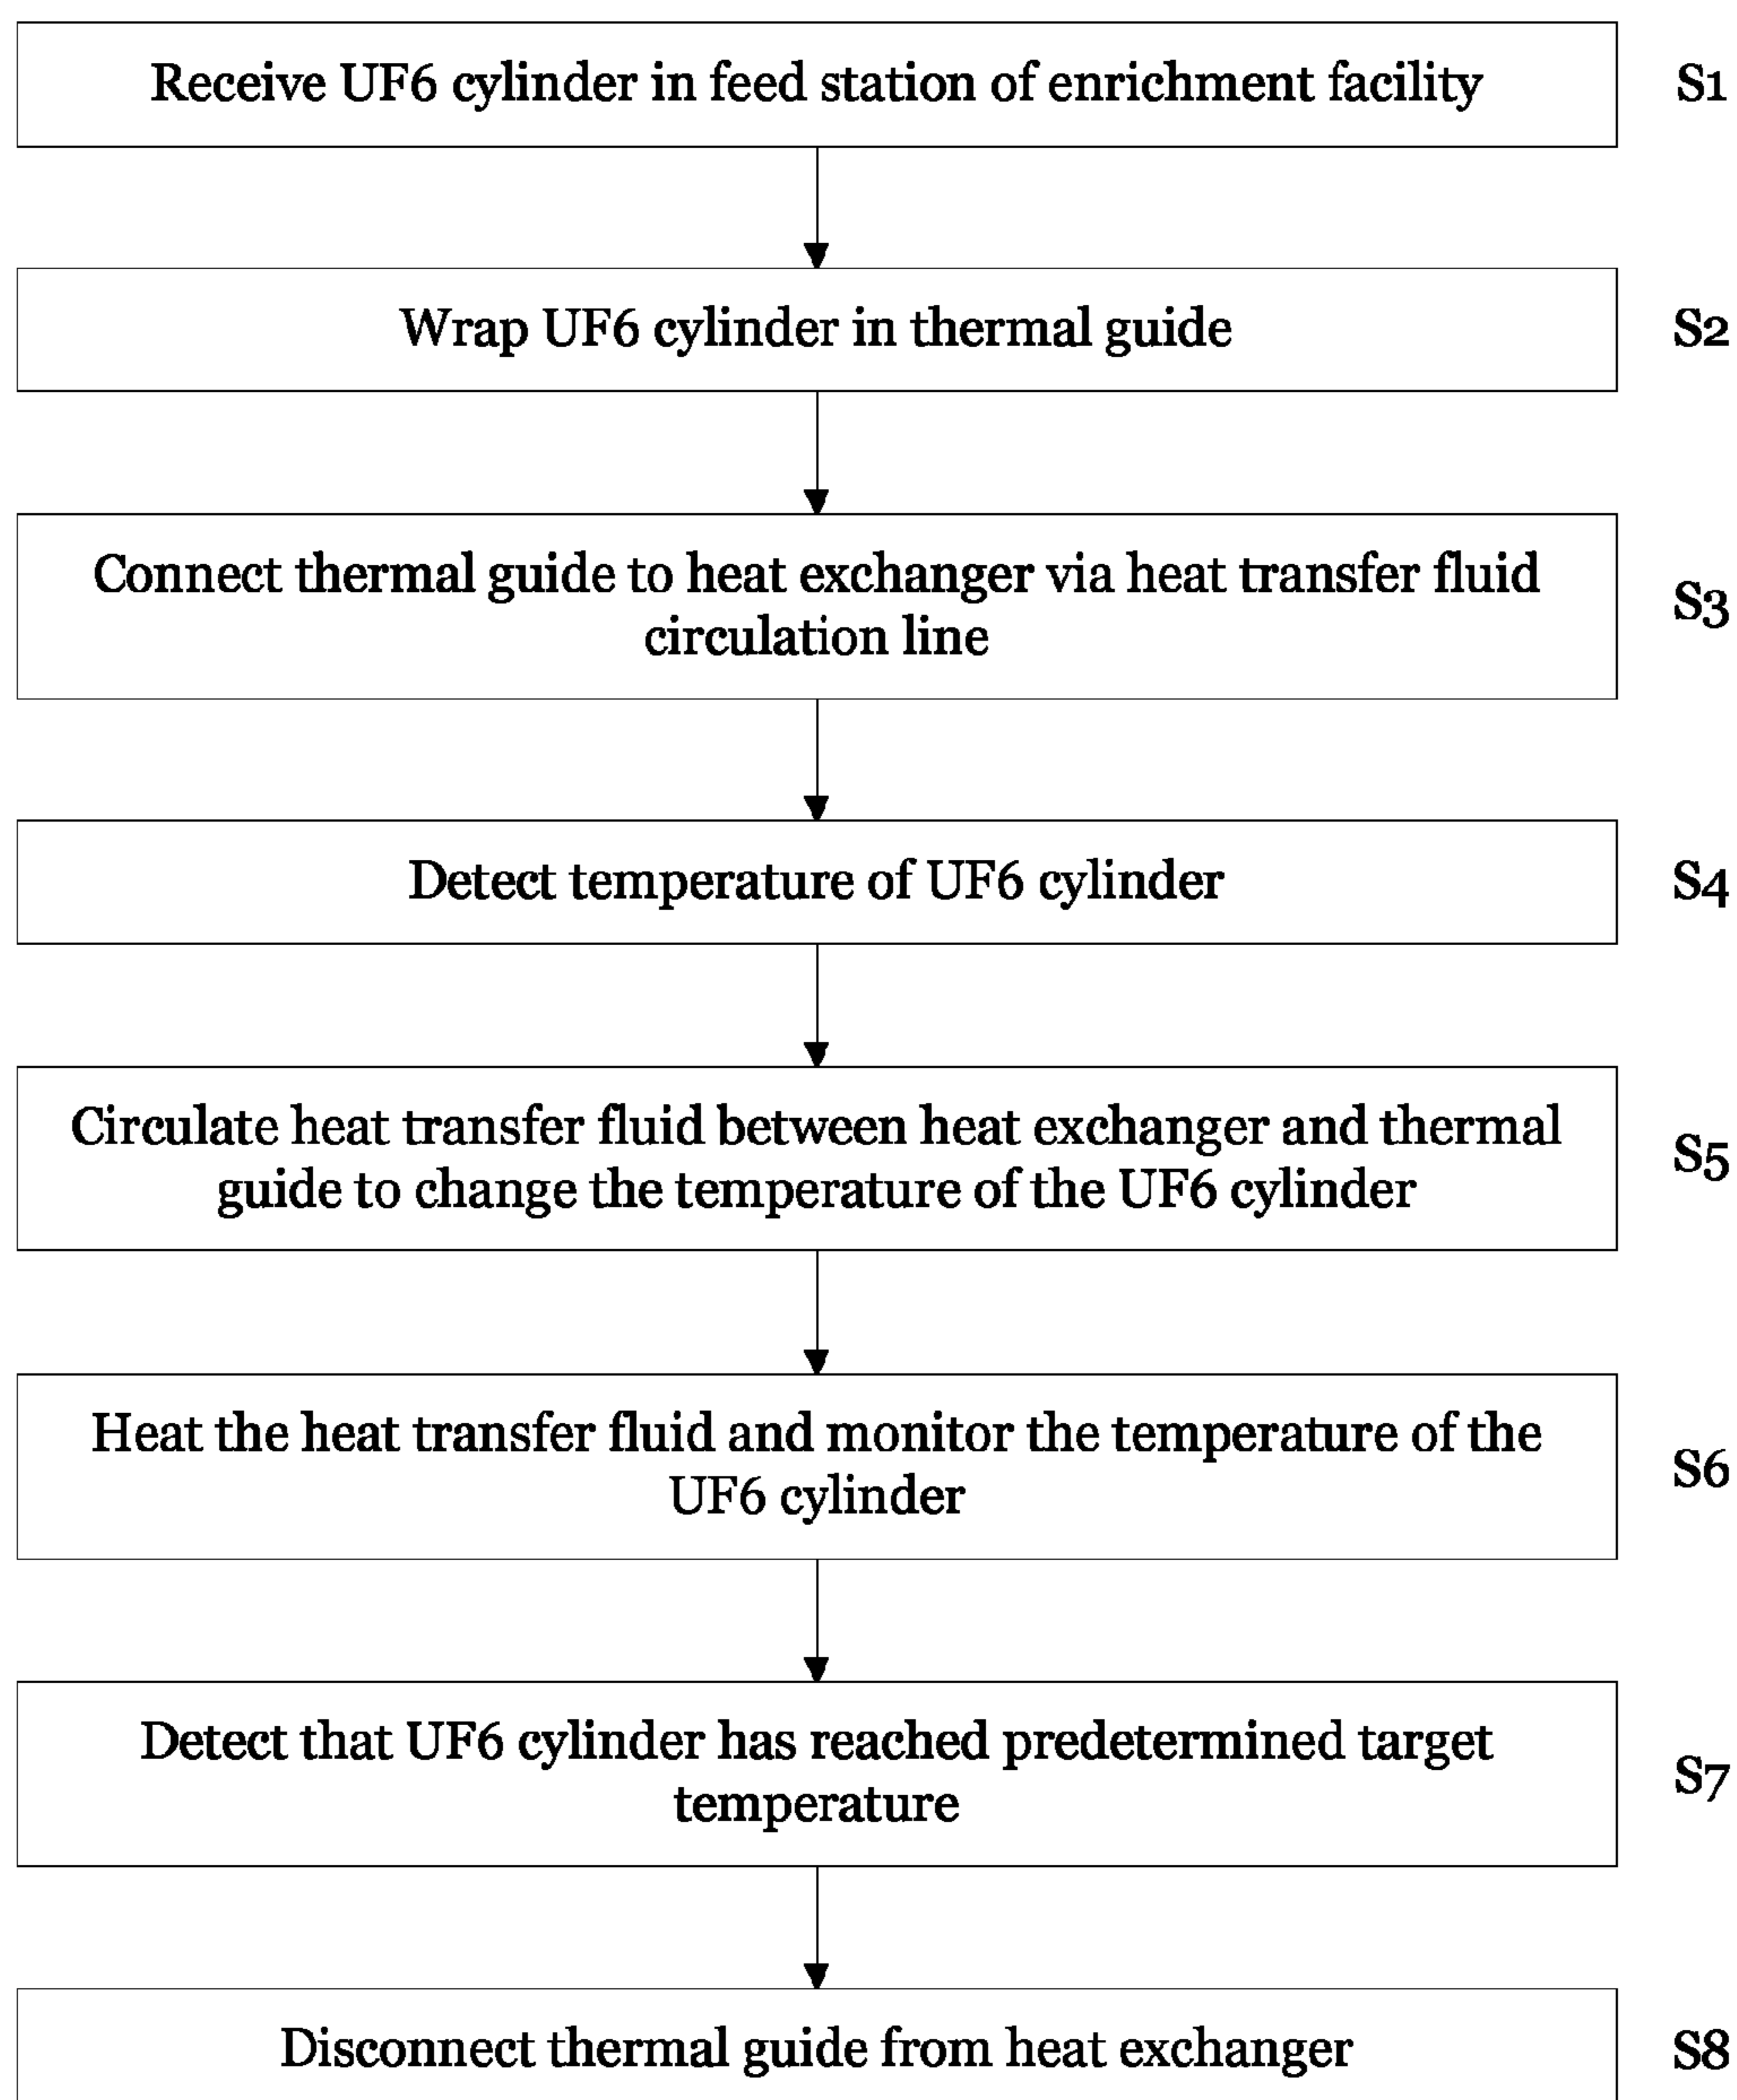 Receive UF6 cylinder in feed station of enrichment facility S1
Wrap UF6 cylinder in thermal guide S2
Connect thermal guide to heat exchanger via heat transfer fluid
circulation line
S3
Detect temperature of UF6 cylinder S4
Circulate heat transfer fluid between heat exchanger and thermal
guide to change the temperature of the UF6 cylinder
S5
Heat the heat transfer fluid and monitor the temperature of the
UF6 cylinder
S6
Detect that UF6 cylinder has reached predetermined target
temperature
S7
Disconnect thermal guide from heat exchanger S8